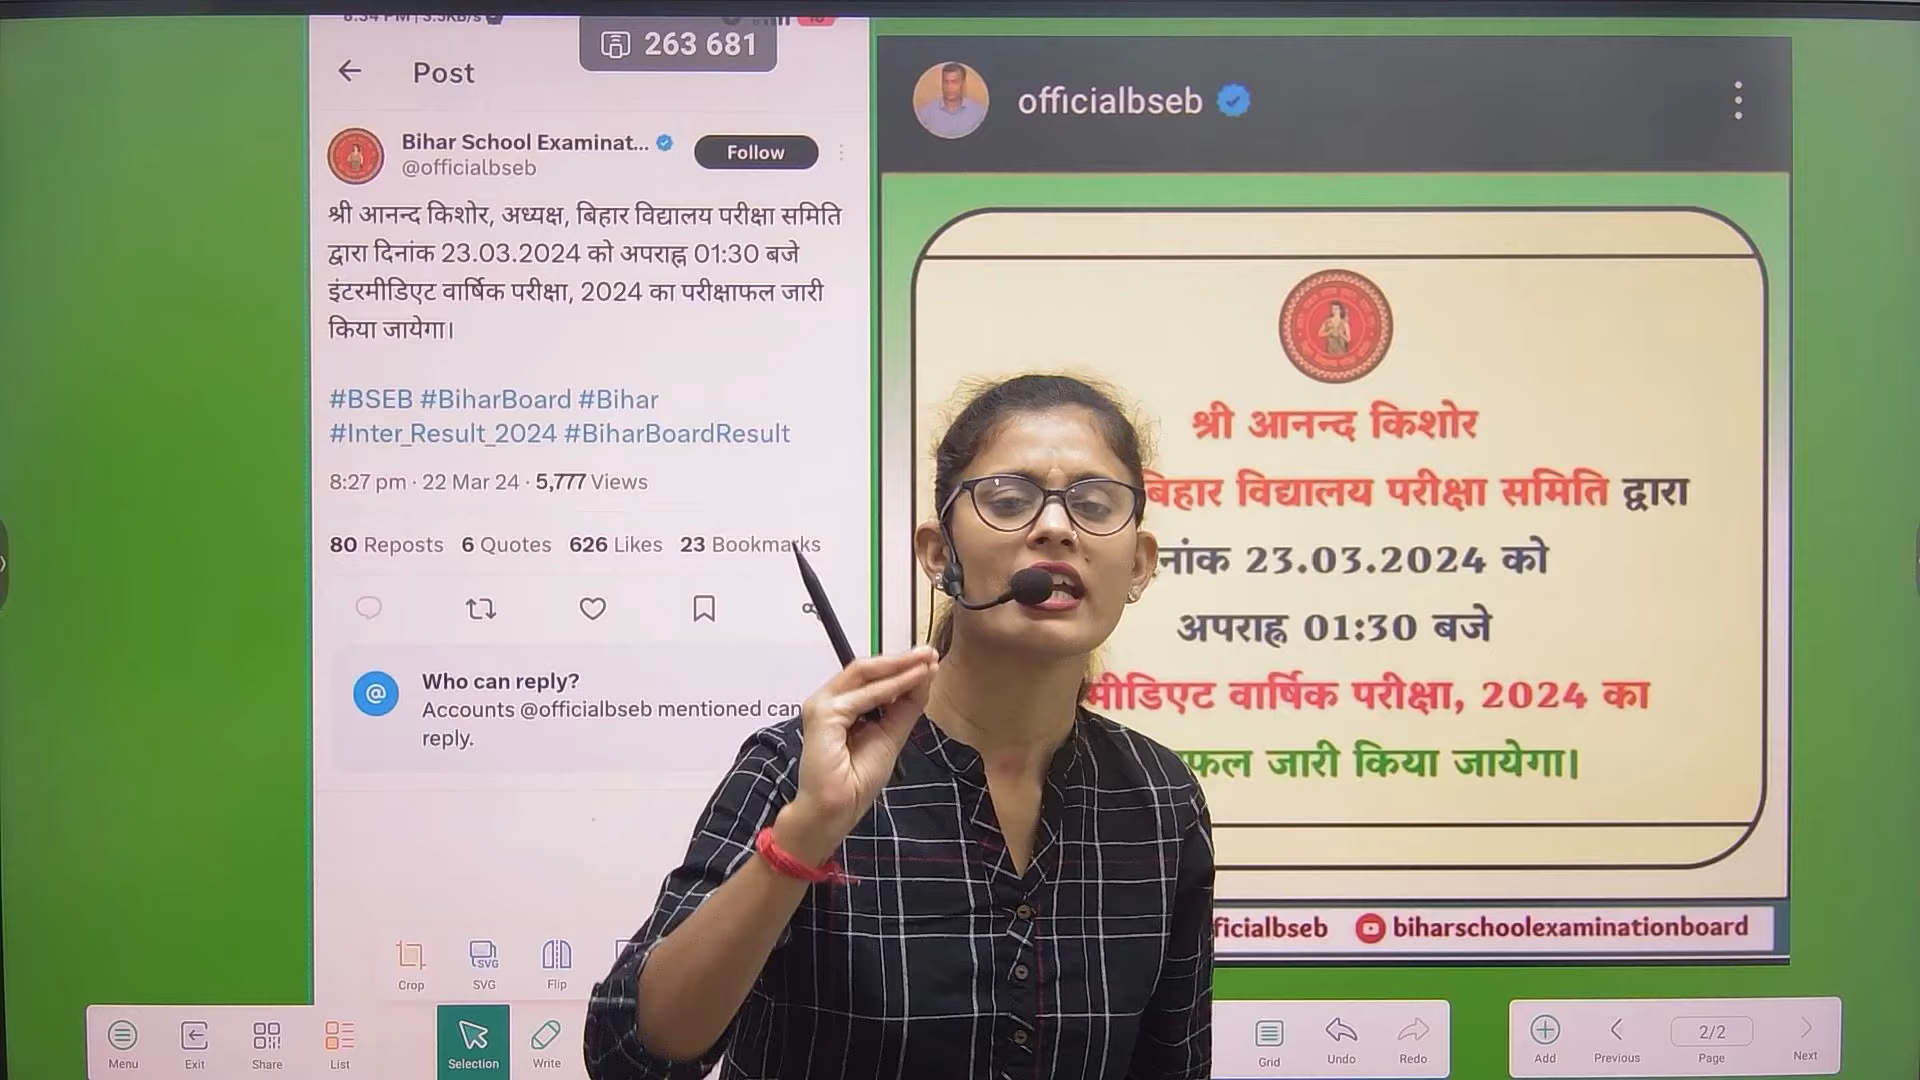 263 681
Post
Bihar School Examinat...
@officialbseb
Follow
श्री आनन्द किशोर, अध्यक्ष, बिहार विद्यालय परीक्षा समिति
द्वारा दिनांक 23.03.2024 को अपराह्न 01:30 बजे
इंटरमीडिएट वार्षिक परीक्षा, 2024 का परीक्षाफल जारी
किया जायेगा।
#BSEB #BiharBoard #Bihar
#Inter_Result_2024 #BiharBoardResult
8:27 pm · 22 Mar 24 · 5,777 Views
80 Reposts 6 Quotes 626 Likes 23 Bookmarks
@
Who can reply?
Accounts @officialbseb mentioned can
reply.
officialbseb
श्री आनन्द किशोर
बिहार विद्यालय परीक्षा समिति द्वारा
नांक 23.03.2024 को
अपराह्न 01:30 बजे
मीडिएट वार्षिक परीक्षा, 2024 का
फल जारी किया जायेगा।
ficialbseb biharschoolexaminationboard
Crop SVG Flip
Menu Exit Share List Selection Write Grid Undo Redo Add Previous 2/2 Page Next